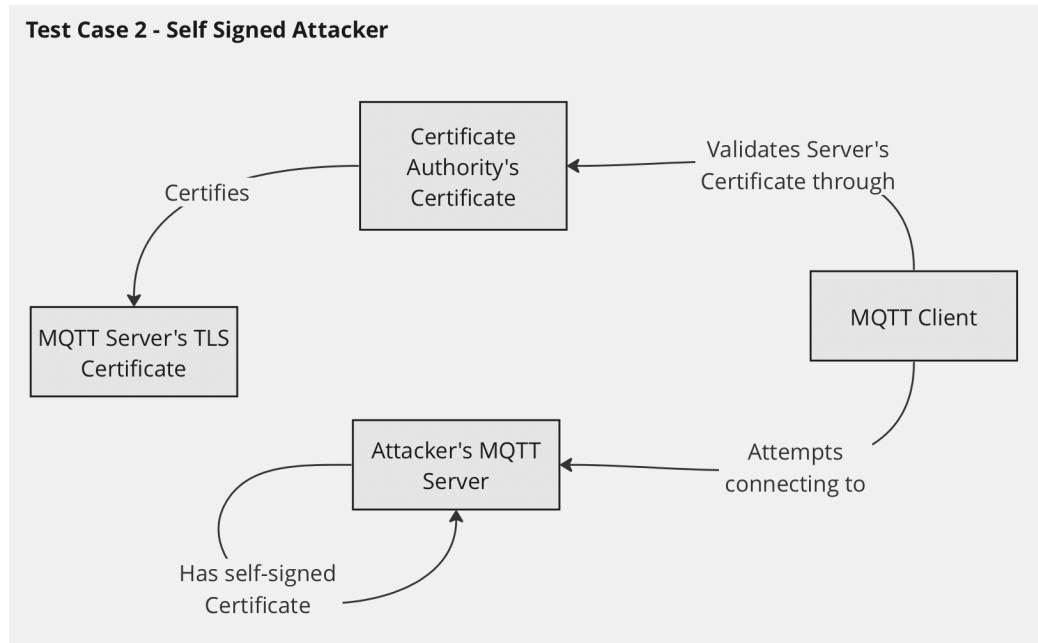 Test Case 2 - Self Signed Attacker
Certificate
Authority's
Certificate
Validates Server's
Certificate through
Certifies
MQTT Client
MQTT Server's TLS
Certificate
Attacker's MQTT
Server
Attempts
connecting to
Has self-signed
Certificate